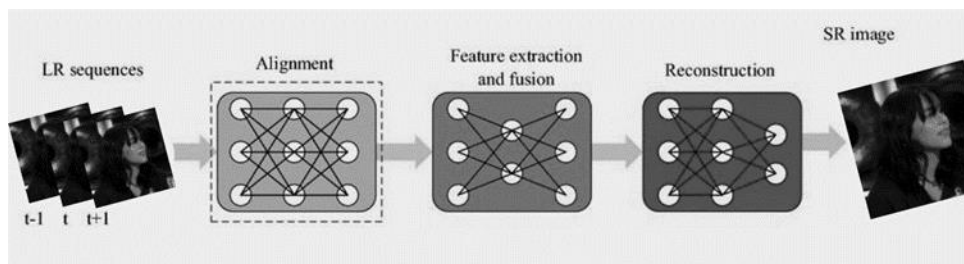 LR sequences
t-1 t t+1
Alignment
Feature extraction
and fusion
Reconstruction
SR image